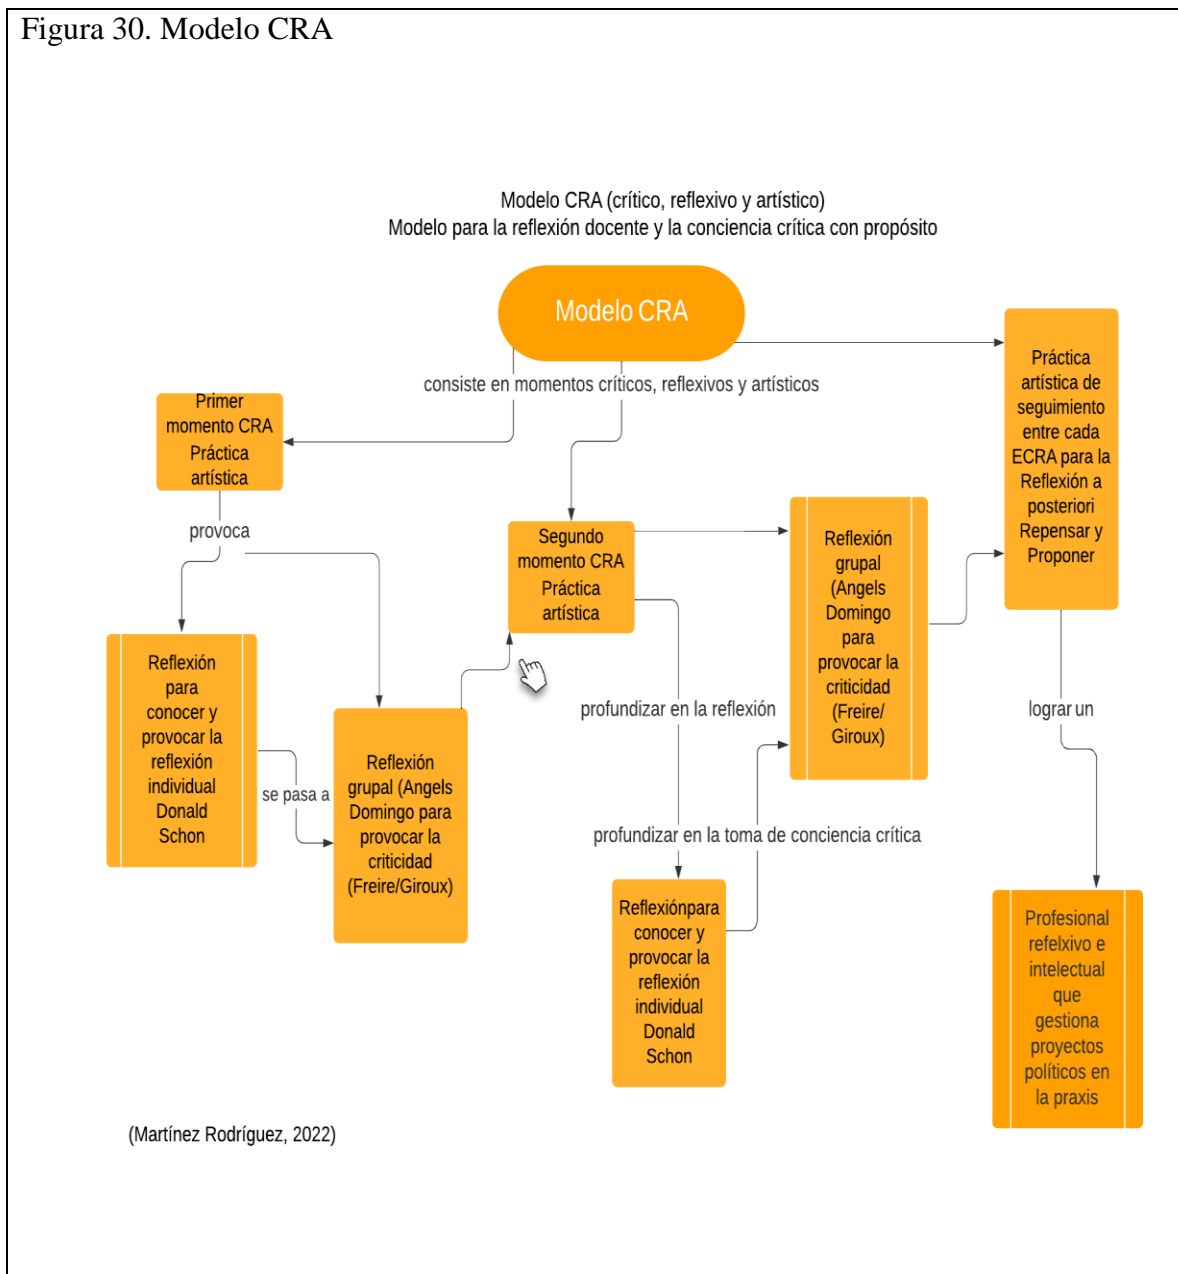 Figura 30. Modelo CRA
Modelo CRA (crítico, reflexivo y artístico)
Modelo para la reflexión docente y la conciencia crítica con propósito
Modelo CRA
consiste en momentos críticos, reflexivos y artísticos
Primer
momento CRA
Práctica
artística
provoca
Reflexión
para
conocer y
provocar la
reflexión
individual
Donald
Schon
se pasa a
Reflexión
grupal (Angels
Domingo para
provocar la
criticidad
(Freire/Giroux)
Segundo
momento CRA
Práctica
artística
profundizar en la reflexión
profundizar en la toma de conciencia crítica
Reflexiónpara
conocer y
provocar la
reflexión
individual
Donald
Schon
Reflexión
grupal
(Angels
Domingo
para
provocar la
criticidad
(Freire/
Giroux)
Práctica
artística de
seguimiento
entre cada
ECRA para la
Reflexión a
posteriori
Repensar y
Proponer
lograr un
Profesional
refelxivo e
intelectual
que
gestiona
proyectos
políticos en
la praxis
(Martínez Rodríguez, 2022)